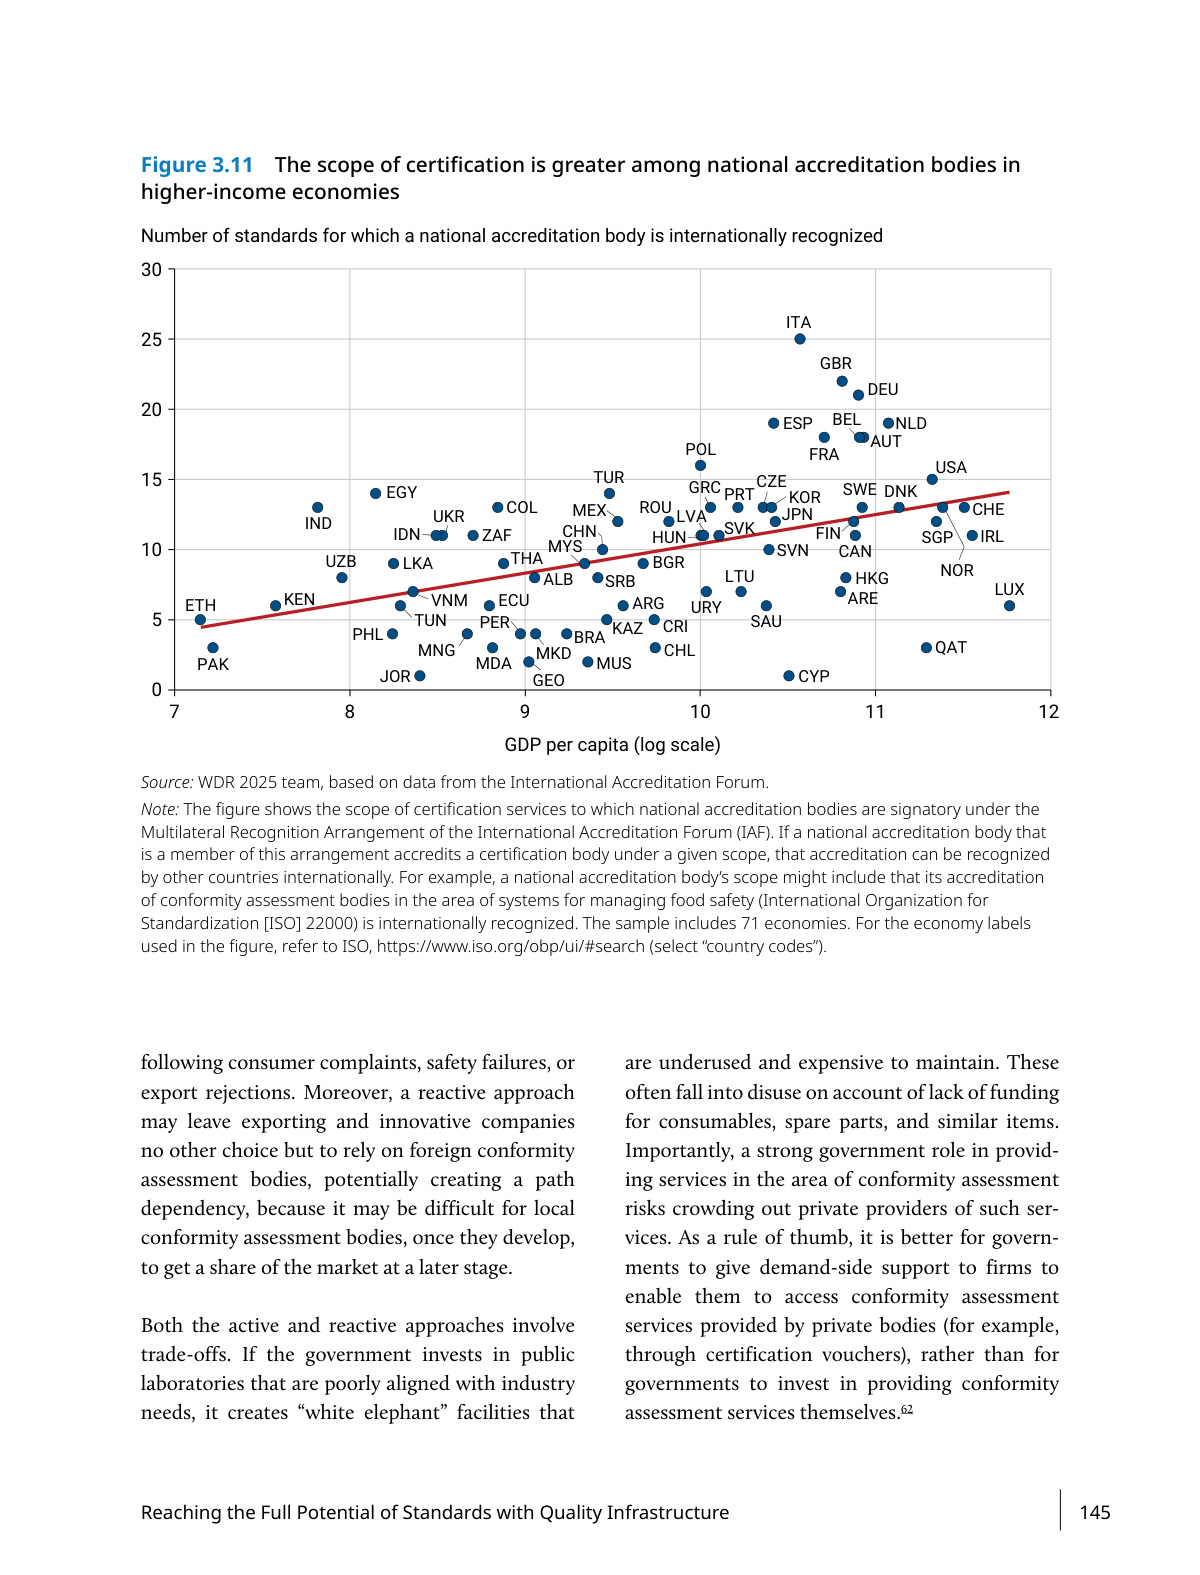 Figure 3.11 The scope of certification is greater among national accreditation bodies in
higher-income economies
Number of standards for which a national accreditation body is internationally recognized
30
25
20
15
10
5
0
7
8
9
10
11
12
ITA
GBR
DEU
ESP
BEL
NLD
FRA
AUT
POL
USA
TUR
EGY
GRC
PRT
CZE
KOR
SWE
DNK
IND
COL
MEX
ROU
LVA
JPN
CHE
UKR
IDN
ZAF
CHN
HUN
SVK
FIN
SGP
IRL
MYS
SVN
CAN
NOR
UZB
LKA
THA
BGR
ALB
SRB
LTU
HKG
ARE
LUX
ETH
KEN
VNM
ECU
ARG
URY
SAU
TUN
PER
KAZ
CRI
PHL
MNG
MKD
BRA
CHL
QAT
PAK
MDA
MUS
JOR
GEO
CYP
GDP per capita (log scale)
Source: WDR 2025 team, based on data from the International Accreditation Forum.
Note: The figure shows the scope of certification services to which national accreditation bodies are signatory under the
Multilateral Recognition Arrangement of the International Accreditation Forum (IAF). If a national accreditation body that
is a member of this arrangement accredits a certification body under a given scope, that accreditation can be recognized
by other countries internationally. For example, a national accreditation body’s scope might include that its accreditation
of conformity assessment bodies in the area of systems for managing food safety (International Organization for
Standardization [ISO] 22000) is internationally recognized. The sample includes 71 economies. For the economy labels
used in the figure, refer to ISO, https://www.iso.org/obp/ui/#search (select “country codes”).
following consumer complaints, safety failures, or
export rejections. Moreover, a reactive approach
may leave exporting and innovative companies
no other choice but to rely on foreign conformity
assessment bodies, potentially creating a path
dependency, because it may be difficult for local
conformity assessment bodies, once they develop,
to get a share of the market at a later stage.
Both the active and reactive approaches involve
trade-offs. If the government invests in public
laboratories that are poorly aligned with industry
needs, it creates “white elephant” facilities that
are underused and expensive to maintain. These
often fall into disuse on account of lack of funding
for consumables, spare parts, and similar items.
Importantly, a strong government role in provid-
ing services in the area of conformity assessment
risks crowding out private providers of such ser-
vices. As a rule of thumb, it is better for govern-
ments to give demand-side support to firms to
enable them to access conformity assessment
services provided by private bodies (for example,
through certification vouchers), rather than for
governments to invest in providing conformity
assessment services themselves.62
Reaching the Full Potential of Standards with Quality Infrastructure
145